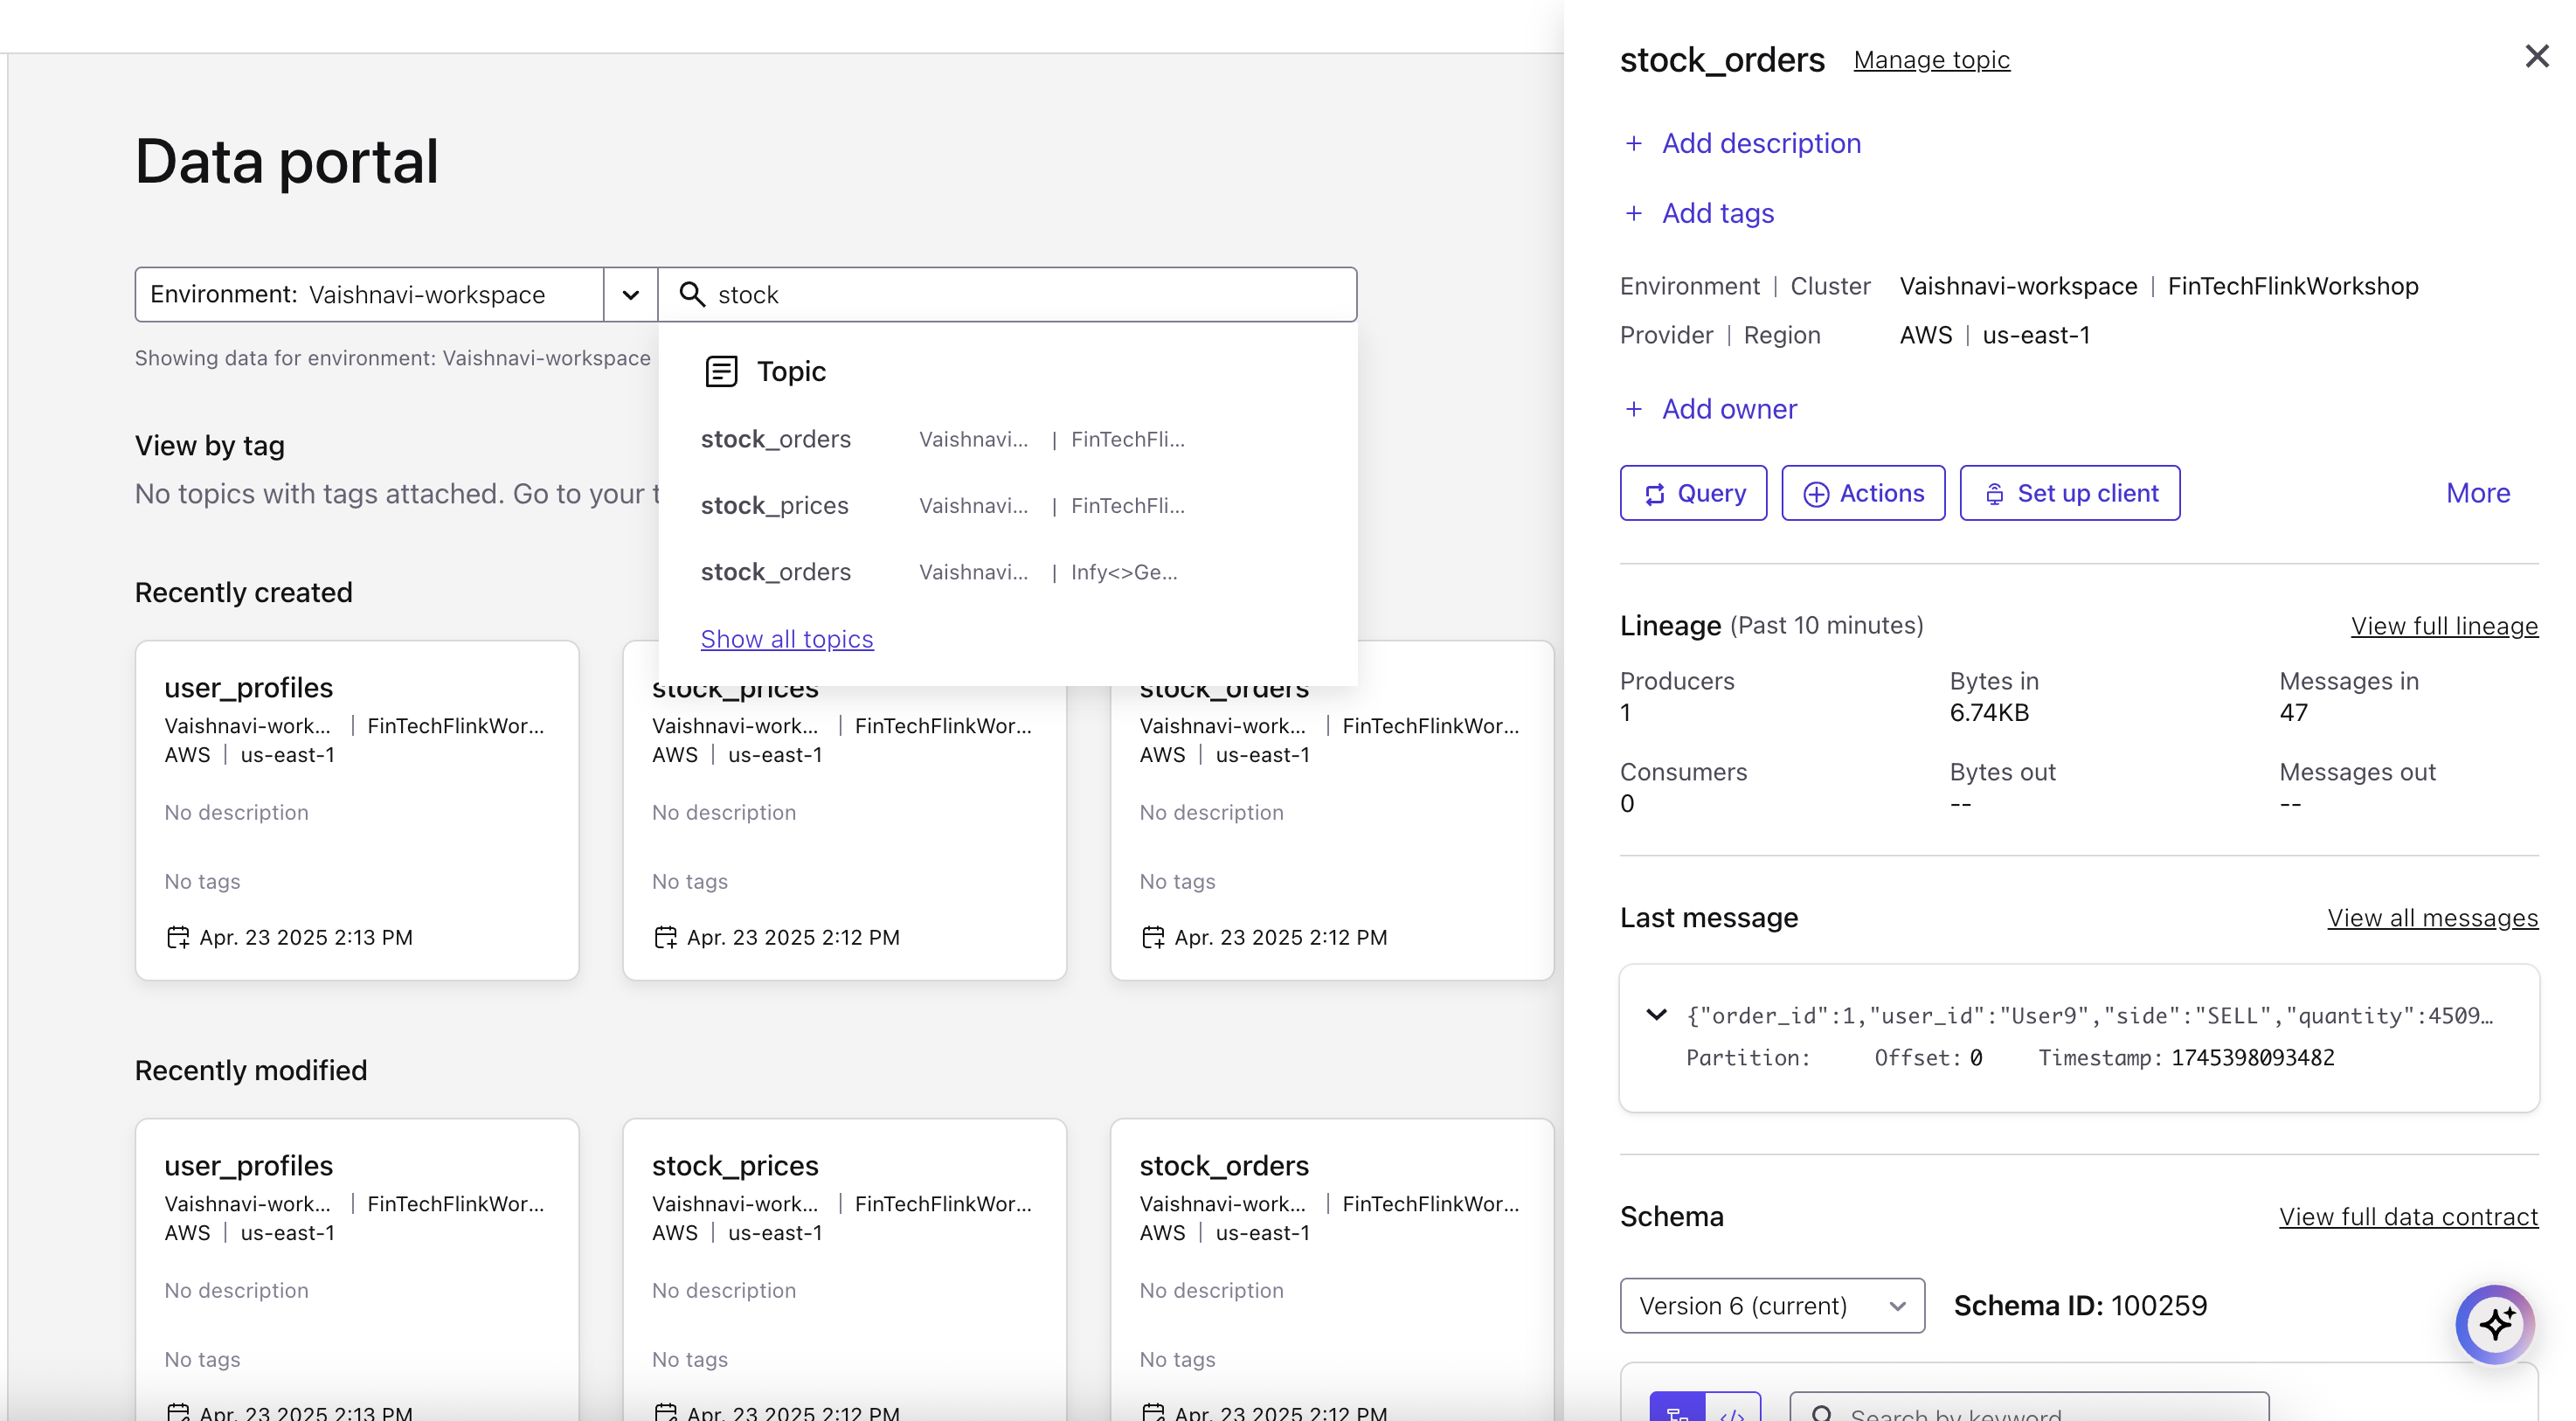 Data portal
Environment: Vaishnavi-workspace
stock
Showing data for environment: Vaishnavi-workspace
Topic
stock_orders Vaishnavi... | FinTechFli...
stock_prices Vaishnavi... | FinTechFli...
stock_orders Vaishnavi... | Infy<>Ge...
Show all topics
View by tag
No topics with tags attached. Go to your t
Recently created
user_profiles
Vaishnavi-work... | FinTechFlinkWor...
AWS | us-east-1
No description
No tags
Apr. 23 2025 2:13 PM
stock_prices
Vaishnavi-work... | FinTechFlinkWor...
AWS | us-east-1
No description
No tags
Apr. 23 2025 2:12 PM
stock_orders
Vaishnavi-work... | FinTechFlinkWor...
AWS | us-east-1
No description
No tags
Apr. 23 2025 2:12 PM
Recently modified
user_profiles
Vaishnavi-work... | FinTechFlinkWor...
AWS | us-east-1
No description
No tags
Apr. 23 2025 2:13 PM
stock_prices
Vaishnavi-work... | FinTechFlinkWor...
AWS | us-east-1
No description
No tags
Apr. 23 2025 2:12 PM
stock_orders
Vaishnavi-work... | FinTechFlinkWor...
AWS | us-east-1
No description
No tags
Apr. 23 2025 2:12 PM
stock_orders Manage topic
+ Add description
+ Add tags
Environment | Cluster Vaishnavi-workspace | FinTechFlinkWorkshop
Provider | Region AWS | us-east-1
+ Add owner
Query Actions Set up client More
Lineage (Past 10 minutes) View full lineage
Producers Bytes in Messages in
1 6.74KB 47
Consumers Bytes out Messages out
0 -- --
Last message View all messages
{"order_id":1,"user_id":"User9","side":"SELL","quantity":4509...
Partition: Offset: 0 Timestamp: 1745398093482
Schema View full data contract
Version 6 (current) Schema ID: 100259
</> Search by keyword